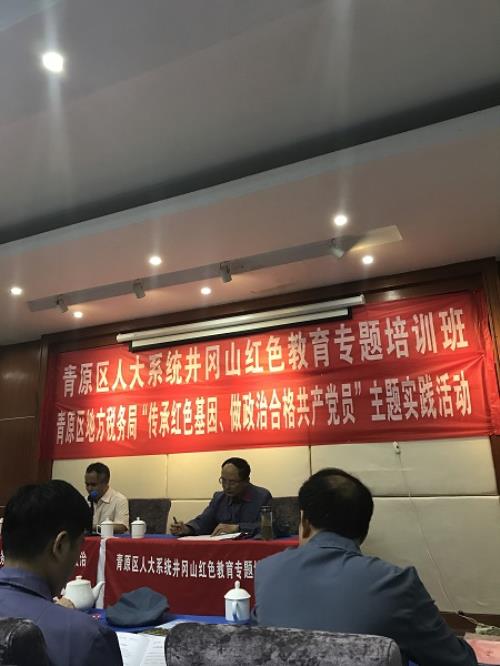 青原区人大系统井冈山红色教育专题培训班
青原区地方税务局“传承红色基因、做政治合格共产党员”主题实践活动
治
青原区人大系统井冈山红色教育专题